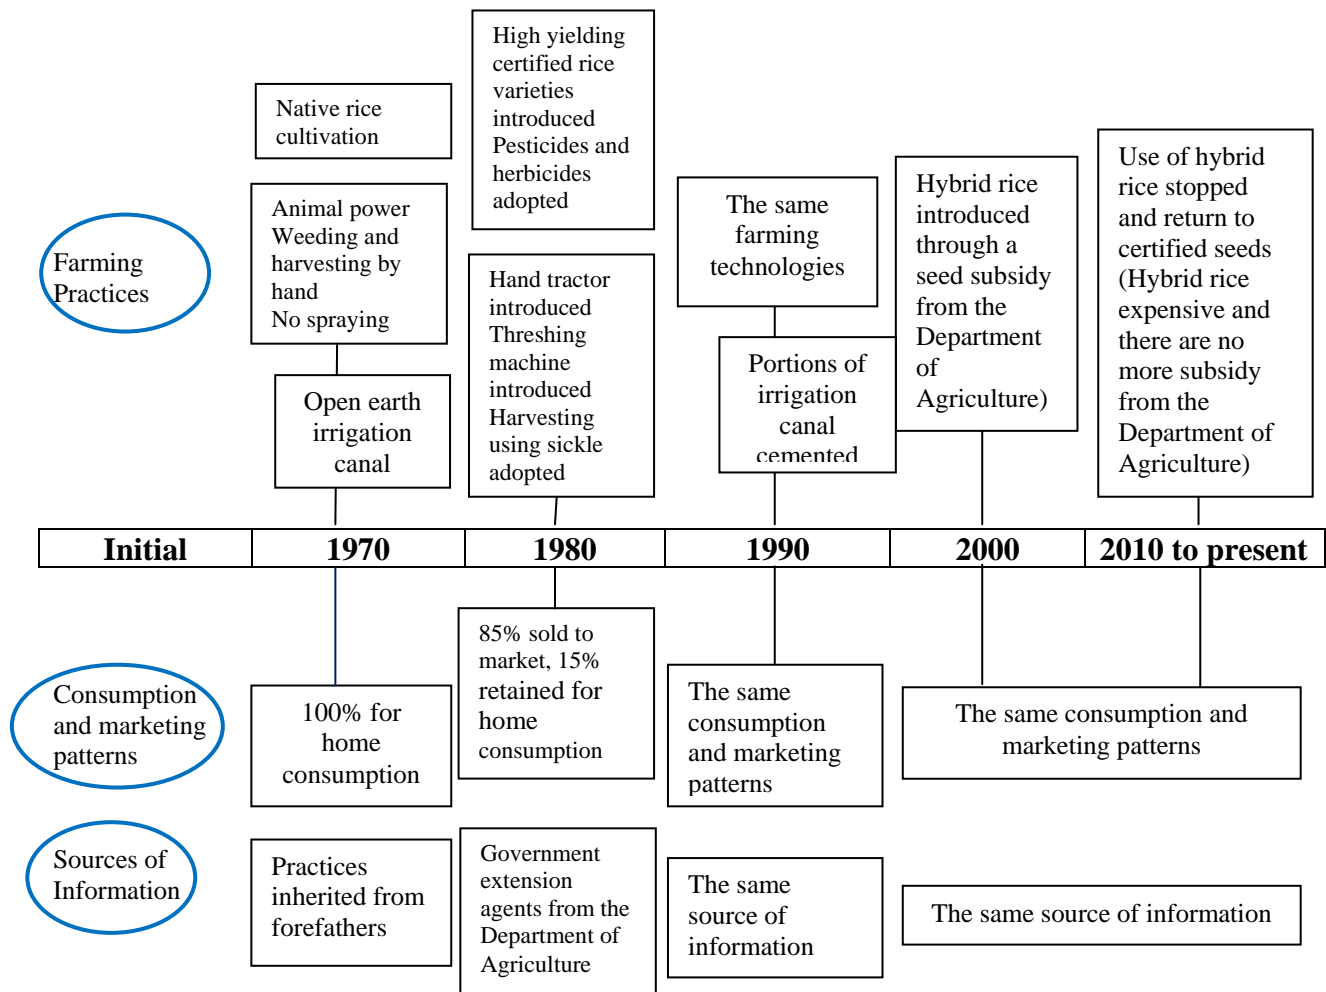 Farming
Practices
Native rice
cultivation
Animal power
Weeding and
harvesting by
hand
No spraying
Open earth
irrigation
canal
High yielding
certified rice
varieties
introduced
Pesticides and
herbicides
adopted
Hand tractor
introduced
Threshing
machine
introduced
Harvesting
using sickle
adopted
The same
farming
technologies
Portions of
irrigation
canal
cemented
Hybrid rice
introduced
through a
seed subsidy
from the
Department
of
Agriculture)
Use of hybrid
rice stopped
and return to
certified seeds
(Hybrid rice
expensive and
there are no
more subsidy
from the
Department of
Agriculture)
Initial 1970 1980 1990 2000 2010 to present
Consumption
and marketing
patterns
100% for
home
consumption
85% sold to
market, 15%
retained for
home
consumption
The same
consumption
and marketing
patterns
The same consumption and
marketing patterns
Sources of
Information
Practices
inherited from
forefathers
Government
extension
agents from the
Department of
Agriculture
The same
source of
information
The same source of information